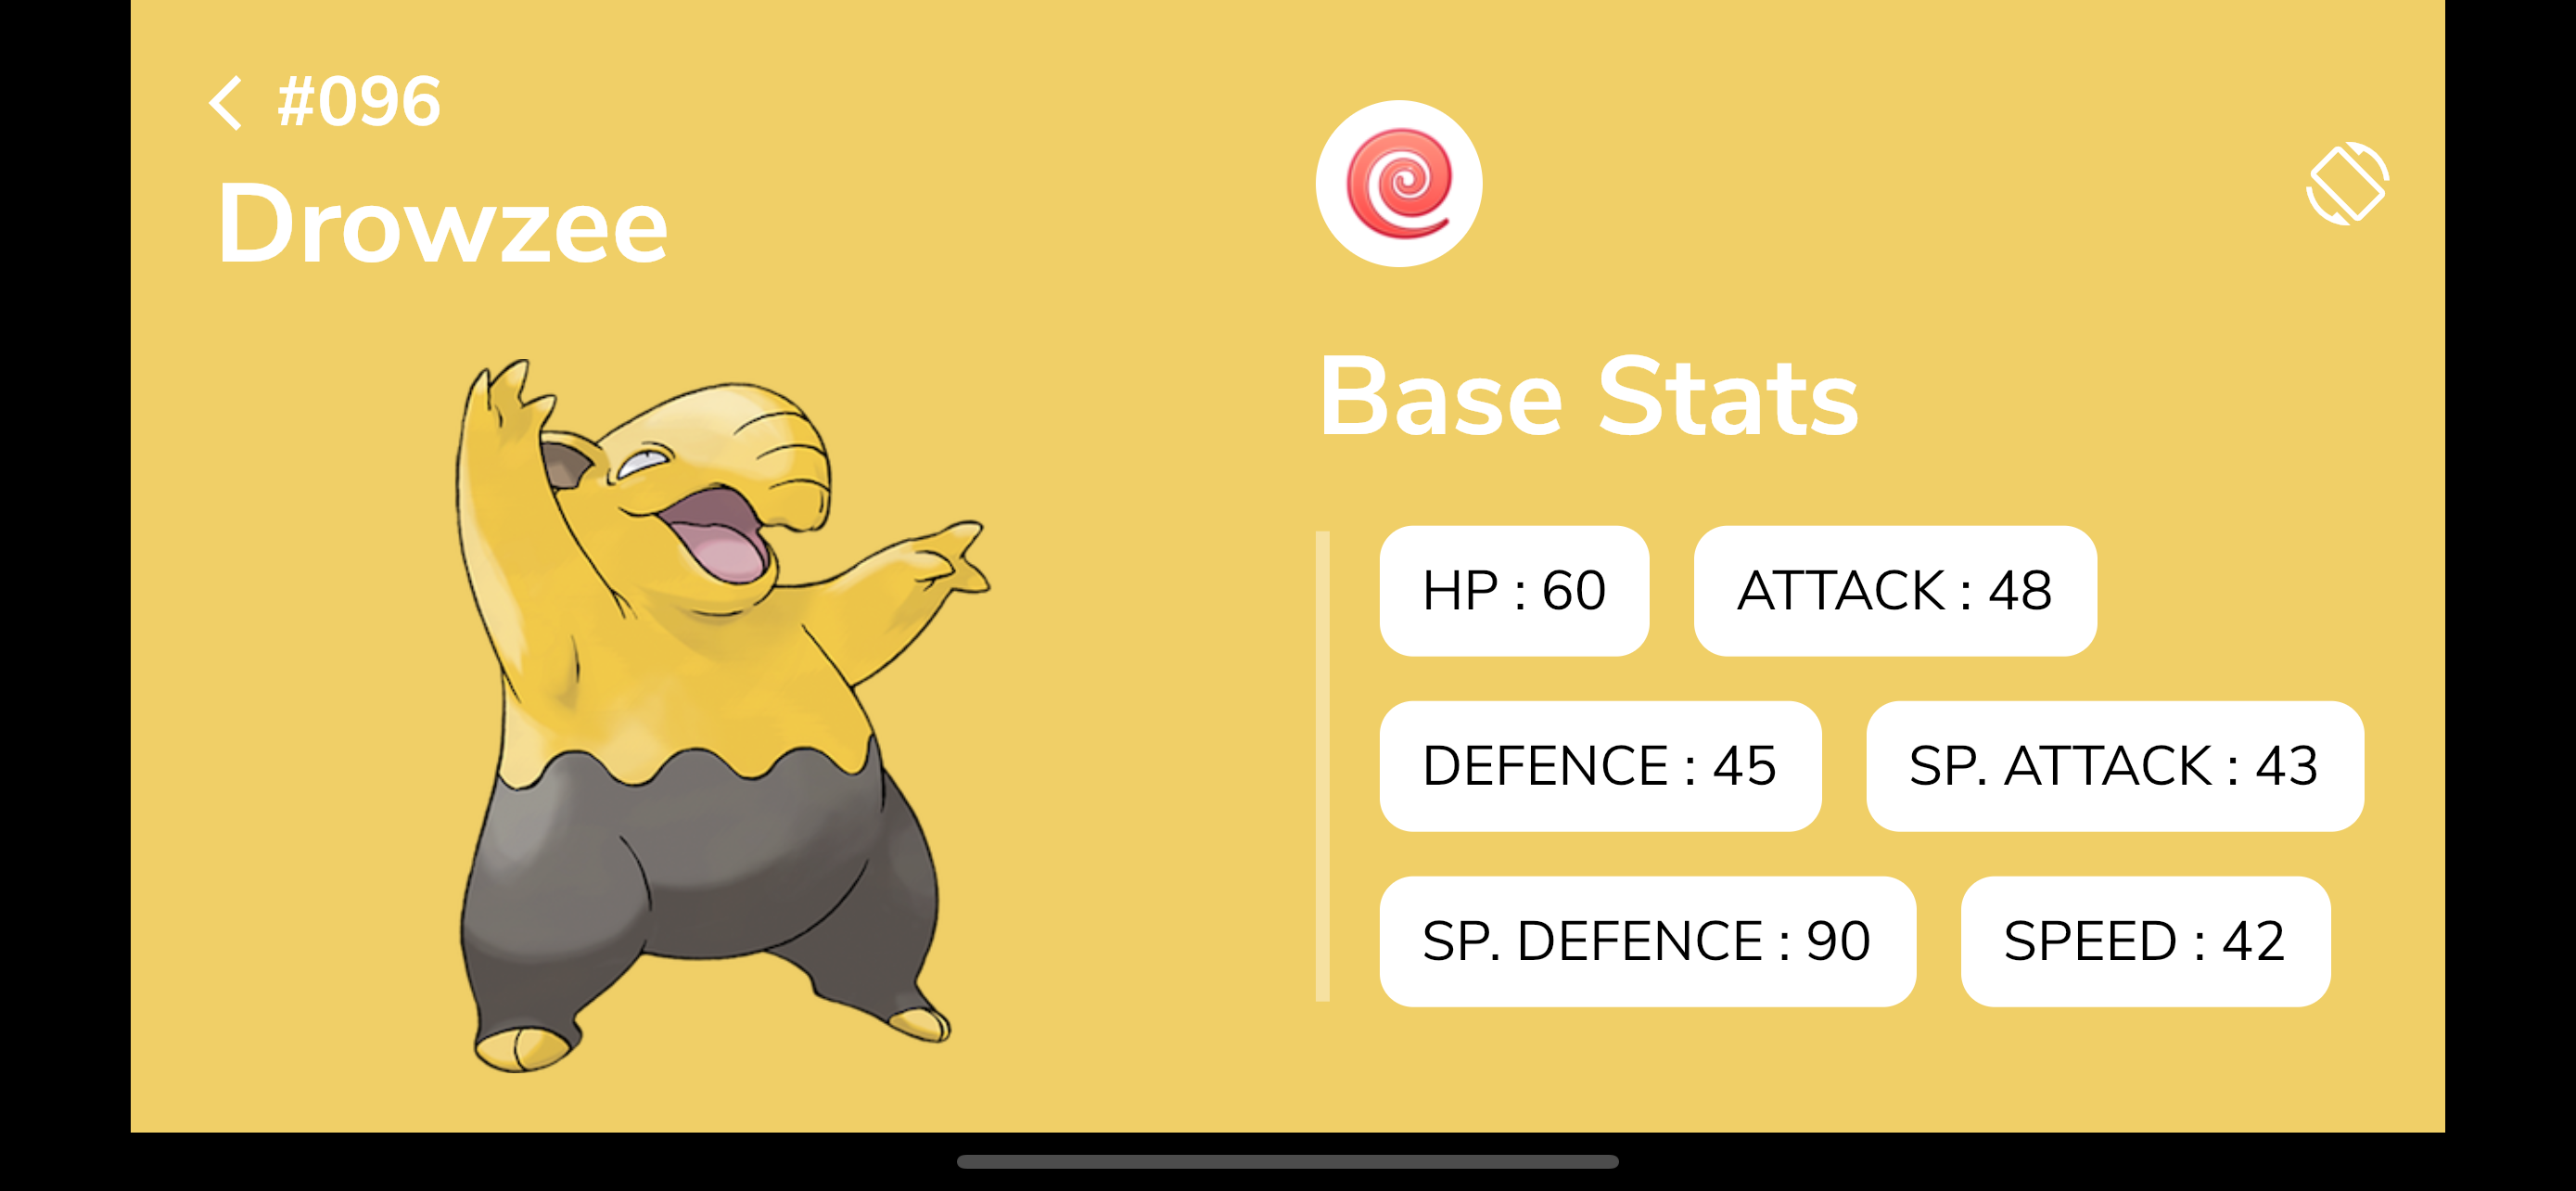 #096
Drowzee
Base Stats
HP : 60
ATTACK : 48
DEFENCE : 45
SP. ATTACK : 43
SP. DEFENCE : 90
SPEED : 42